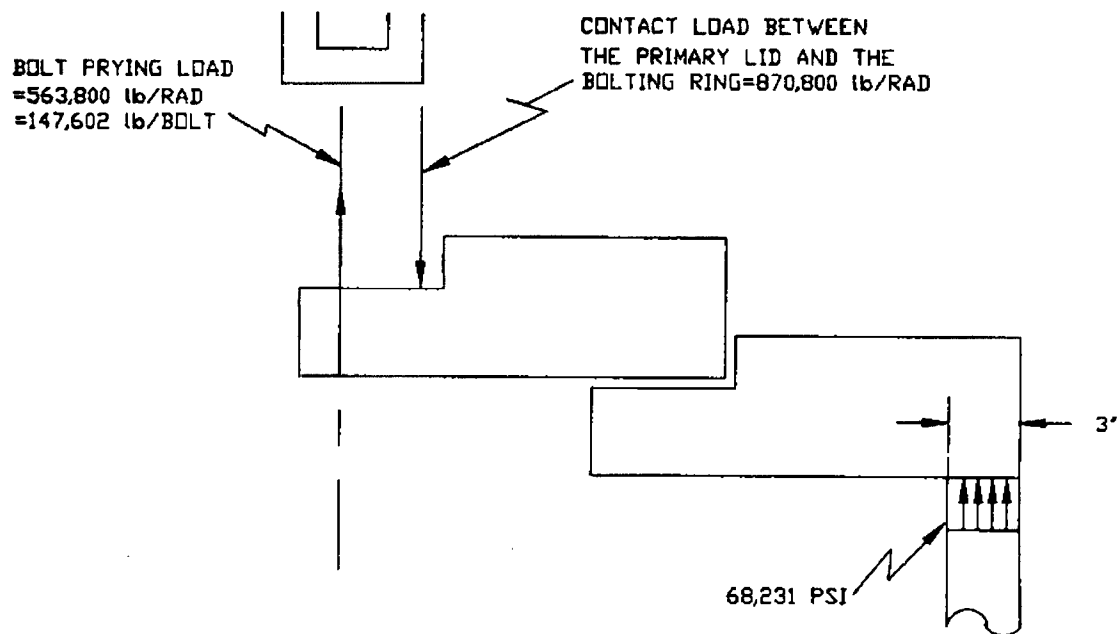 BOLT PRYING LOAD
=563,800 lb/RAD
=147,602 lb/BOLT
CONTACT LOAD BETWEEN
THE PRIMARY LID AND THE
BOLTING RING=870,800 lb/RAD
3"
68,231 PSI